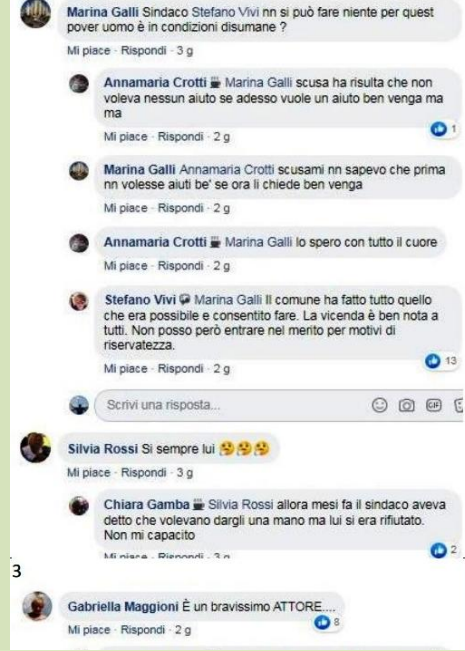 Marina Galli Sindaco Stefano Vivi nn si può fare niente per quest
pover uomo è in condizioni disumane ?
Mi piace · Rispondi · 3 g
Annamaria Crotti Marina Galli scusa ha risulta che non
voleva nessun aiuto se adesso vuole un aiuto ben venga ma
ma
1
Mi piace · Rispondi · 2 g
Marina Galli Annamaria Crotti scusami nn sapevo che prima
nn volesse aiuti be' se ora li chiede ben venga
Mi piace · Rispondi · 2 g
Annamaria Crotti Marina Galli lo spero con tutto il cuore
Mi piace · Rispondi · 2 g
Stefano Vivi Marina Galli Il comune ha fatto tutto quello
che era possibile e consentito fare. La vicenda è ben nota a
tutti. Non posso però entrare nel merito per motivi di
riservatezza.
13
Mi piace · Rispondi · 2 g
Scrivi una risposta...
GIF
Silvia Rossi Si sempre lui 🤧🤧🤧
Mi piace · Rispondi · 3 g
Chiara Gamba Silvia Rossi allora mesi fa il sindaco aveva
detto che volevano dargli una mano ma lui si era rifiutato.
Non mi capacito
2
Mi piace · Rispondi · 3 g
3
Gabriella Maggioni È un bravissimo ATTORE....
8
Mi piace · Rispondi · 2 g